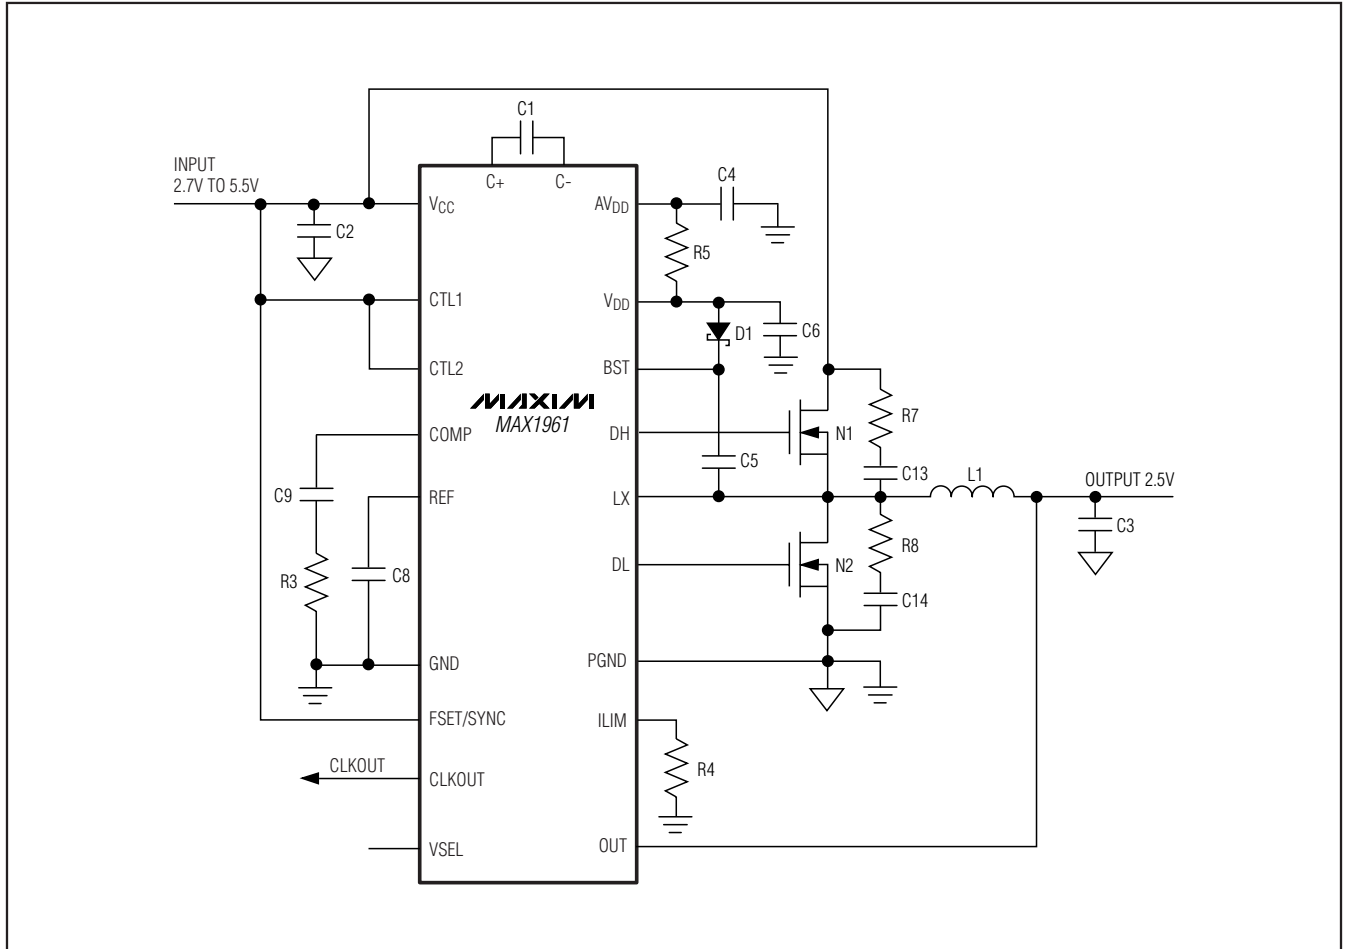 C1
INPUT
2.7V TO 5.5V
C+
C-
C4
VCC
AVDD
C2
R5
CTL1
VDD
D1
C6
CTL2
BST
MAXIM
MAX1961
R7
COMP
DH
N1
C5
C13
L1
C9
REF
LX
OUTPUT 2.5V
C3
R8
R3
C8
DL
N2
C14
GND
PGND
FSET/SYNC
ILIM
CLKOUT
CLKOUT
R4
VSEL
OUT